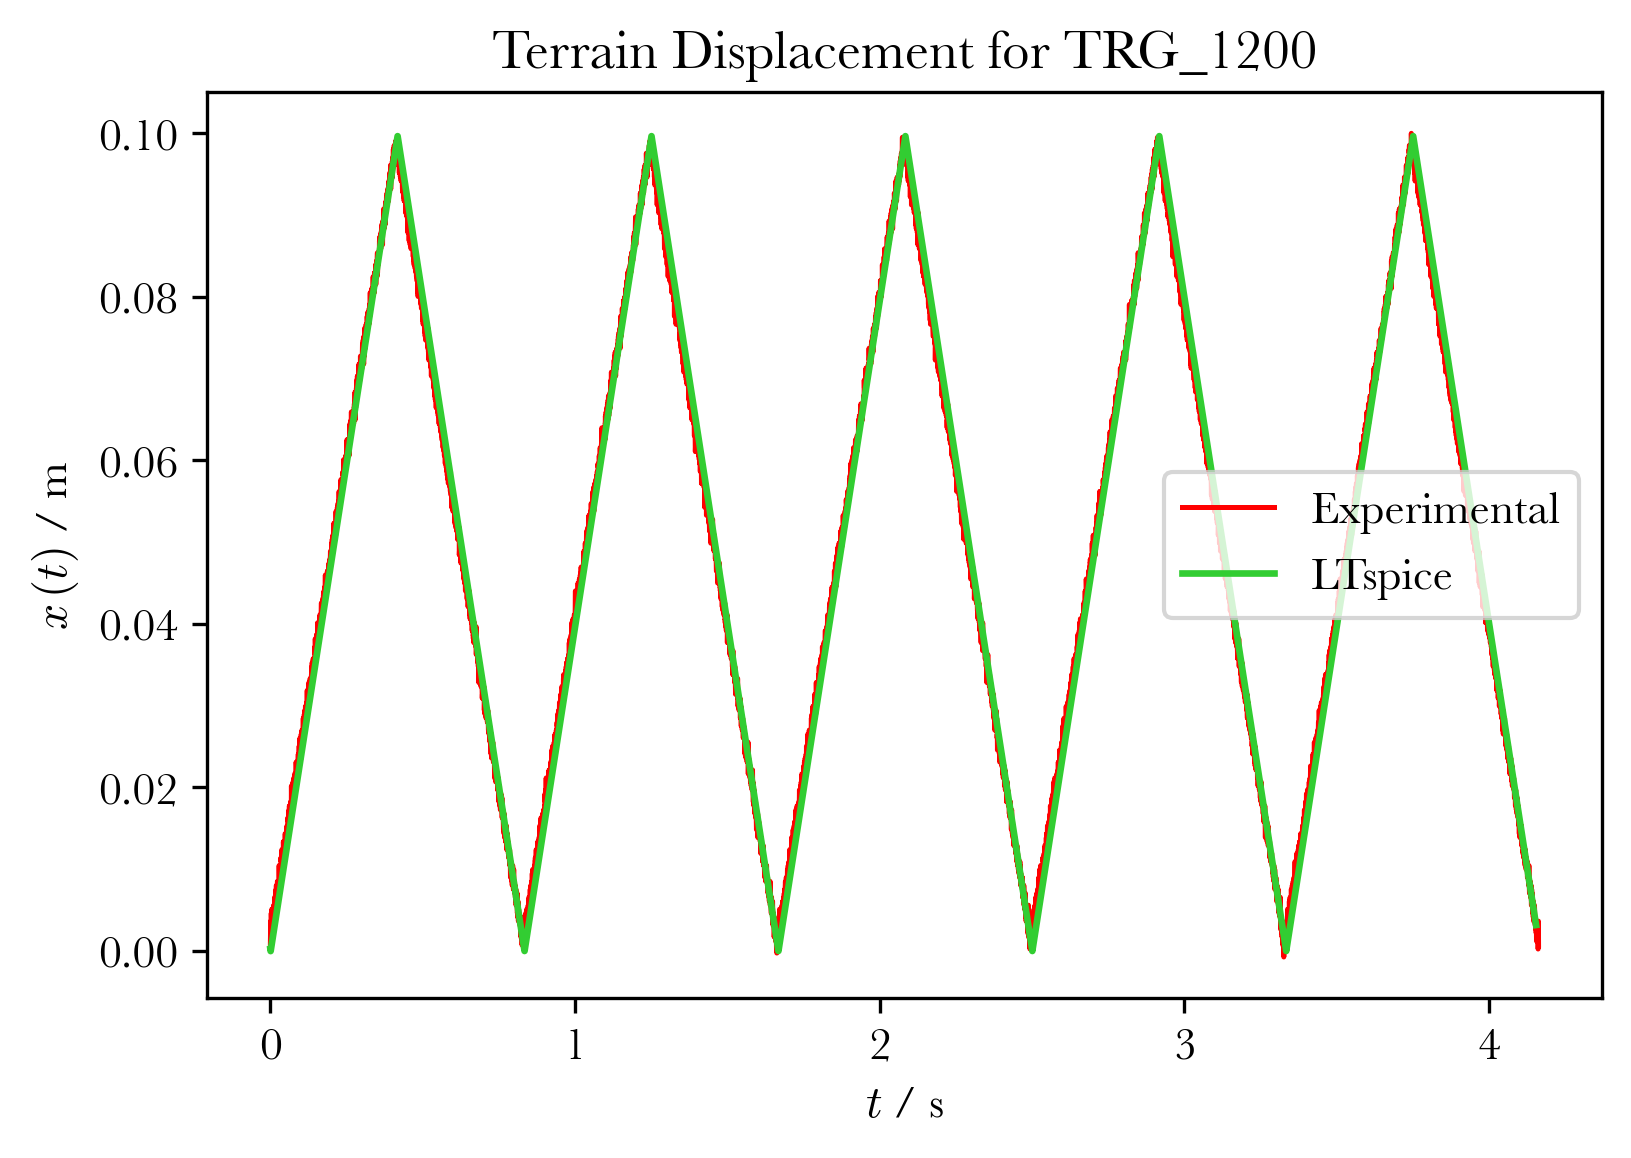 Terrain Displacement for TRG_1200
0.10
0.08
0.06
0.04
0.02
0.00
x(t) / m
Experimental
LTspice
0 1 2 3 4
t / s